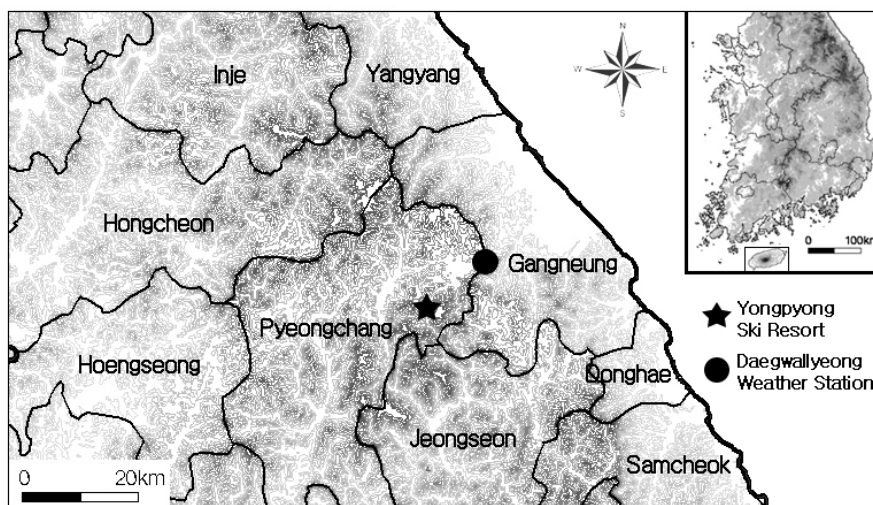 N
W E
S
Inje
Yangyang
Hongcheon
Gangneung
Pyeongchang
Hoengseong
Donghae
Jeongseon
Samcheok
0 20km
0 100km
Yongpyong
Ski Resort
Daegwallyeong
Weather Station